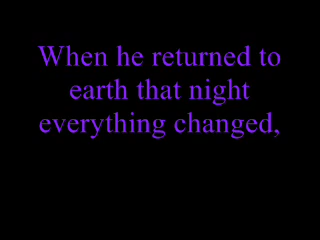 When he returned to
earth that night
everything changed,